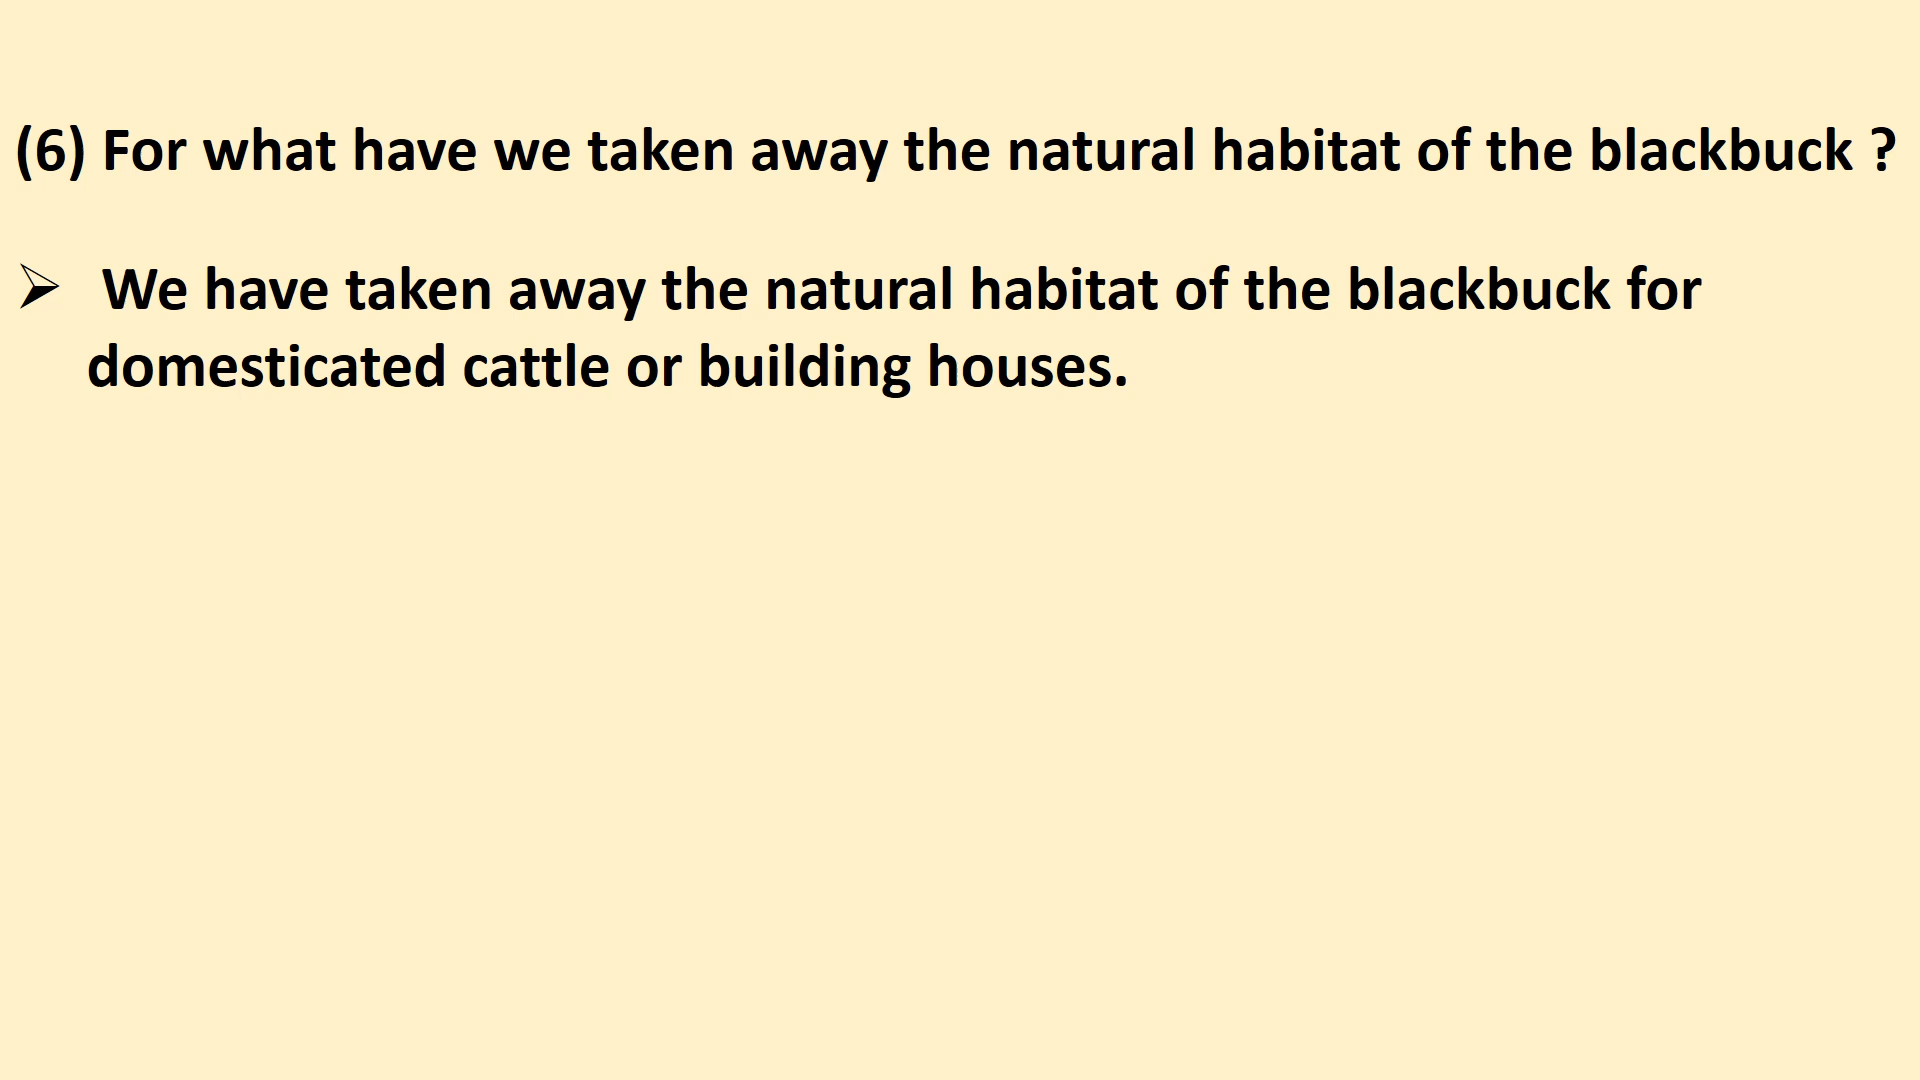 (6) For what have we taken away the natural habitat of the blackbuck ?
➢ We have taken away the natural habitat of the blackbuck for
domesticated cattle or building houses.